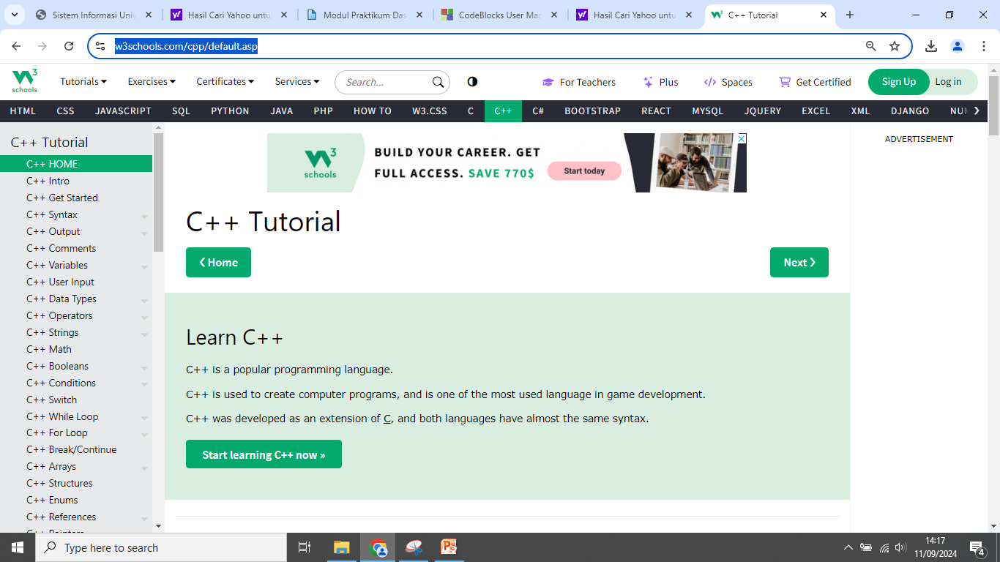 Sistem Informasi Univ
Hasil Cari Yahoo untu
Modul Praktikum Das
CodeBlocks User Man
Hasil Cari Yahoo untu
C++ Tutorial
w3schools.com/cpp/default.asp
W3
schools
Tutorials
Exercises
Certificates
Services
Search...
For Teachers
Plus
Spaces
Get Certified
Sign Up
Log in
HTML CSS JAVASCRIPT SQL PYTHON JAVA PHP HOW TO W3.CSS C C++ C# BOOTSTRAP REACT MYSQL JQUERY EXCEL XML DJANGO NUM
C++ Tutorial
C++ HOME
C++ Intro
C++ Get Started
C++ Syntax
C++ Output
C++ Comments
C++ Variables
C++ User Input
C++ Data Types
C++ Operators
C++ Strings
C++ Math
C++ Booleans
C++ Conditions
C++ Switch
C++ While Loop
C++ For Loop
C++ Break/Continue
C++ Arrays
C++ Structures
C++ Enums
C++ References
C++ Pointers
W3
schools
BUILD YOUR CAREER. GET
FULL ACCESS. SAVE 770$
Start today
ADVERTISEMENT
C++ Tutorial
❮ Home
Next ❯
Learn C++
C++ is a popular programming language.
C++ is used to create computer programs, and is one of the most used language in game development.
C++ was developed as an extension of C, and both languages have almost the same syntax.
Start learning C++ now »
Type here to search
14:17
11/09/2024
4